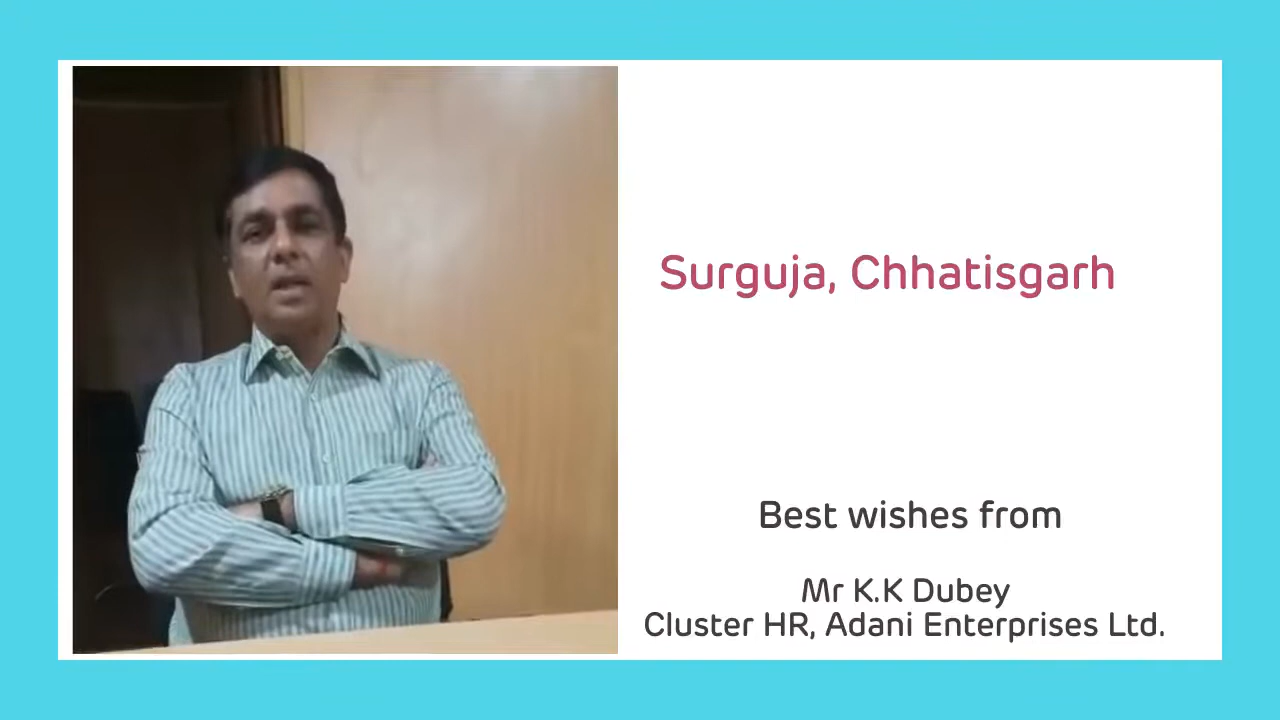 Surguja, Chhatisgarh
Best wishes from
Mr K.K Dubey
Cluster HR, Adani Enterprises Ltd.